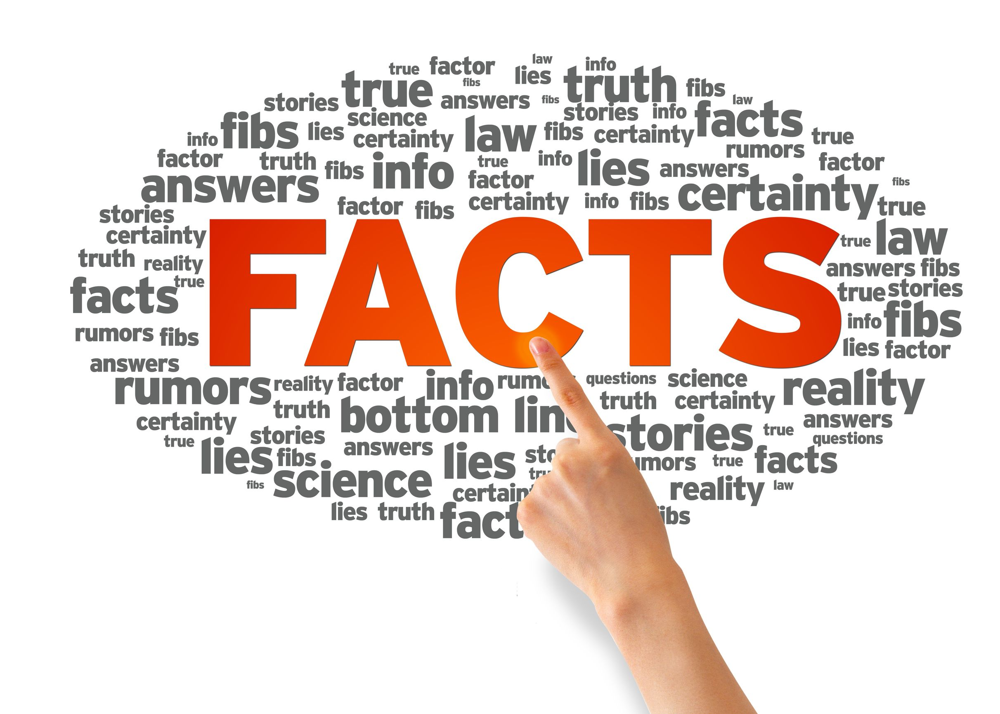 law
true factor lies info
fibs
true answers fibs truth fibs
stories law
science stories info facts
info fibs lies certainty law fibs certainty true
rumors
factor truth fibs info true info lies answers factor
answers factor certainty fibs
factor fibs certainty info fibs true
stories
certainty FACTS true law
truth reality answers fibs
facts true true stories
info fibs
rumors fibs lies factor
answers
rumors reality factor info questions science reality
truth bottom truth certainty
certainty stories stories true answers
true lies fibs answers lies questions
umors true facts
fibs science reality law
lies truth fact ibs